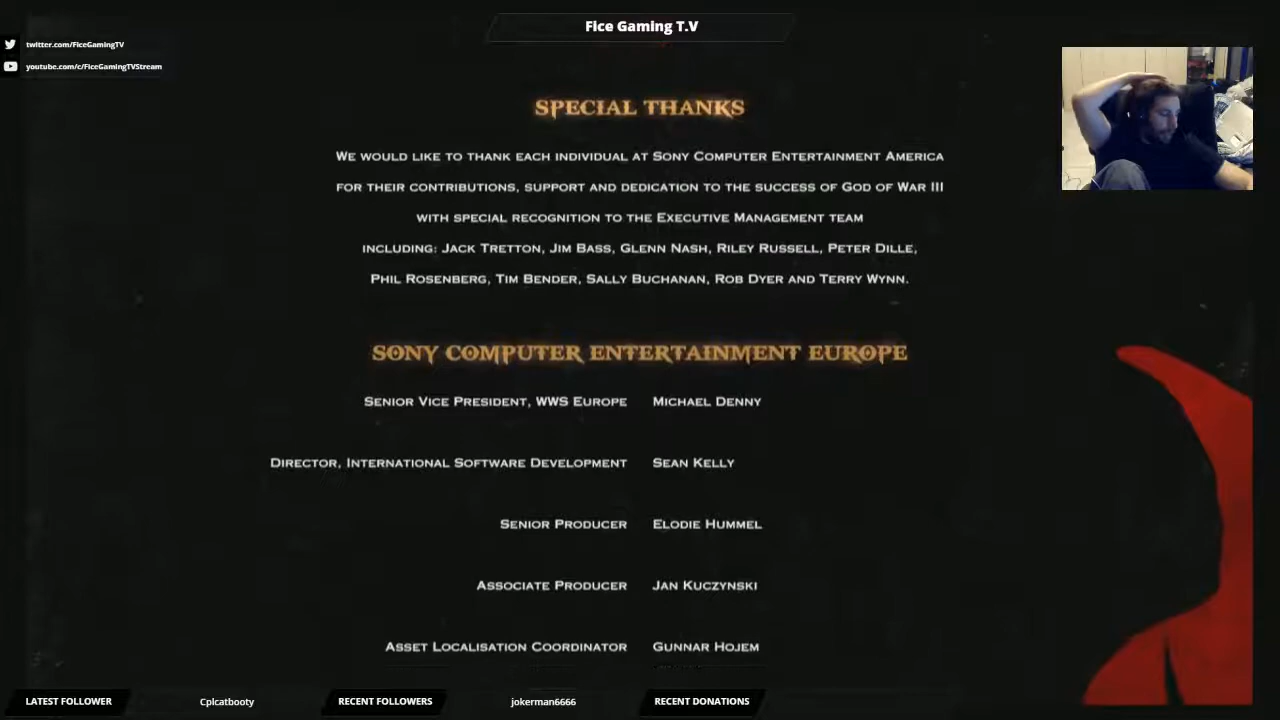 Fice Gaming T.V
twitter.com/FiceGamingTV
youtube.com/c/FiceGamingTVStream
SPECIAL THANKS
WE WOULD LIKE TO THANK EACH INDIVIDUAL AT SONY COMPUTER ENTERTAINMENT AMERICA
FOR THEIR CONTRIBUTIONS, SUPPORT AND DEDICATION TO THE SUCCESS OF GOD OF WAR III
WITH SPECIAL RECOGNITION TO THE EXECUTIVE MANAGEMENT TEAM
INCLUDING: JACK TRETTON, JIM BASS, GLENN NASH, RILEY RUSSELL, PETER DILLE,
PHIL ROSENBERG, TIM BENDER, SALLY BUCHANAN, ROB DYER AND TERRY WYNN.
SONY COMPUTER ENTERTAINMENT EUROPE
SENIOR VICE PRESIDENT, WWS EUROPE MICHAEL DENNY
DIRECTOR, INTERNATIONAL SOFTWARE DEVELOPMENT SEAN KELLY
SENIOR PRODUCER ELODIE HUMMEL
ASSOCIATE PRODUCER JAN KUCZYNSKI
ASSET LOCALISATION COORDINATOR GUNNAR HOJEM
LATEST FOLLOWER Cplcatbooty RECENT FOLLOWERS jokerman6666 RECENT DONATIONS